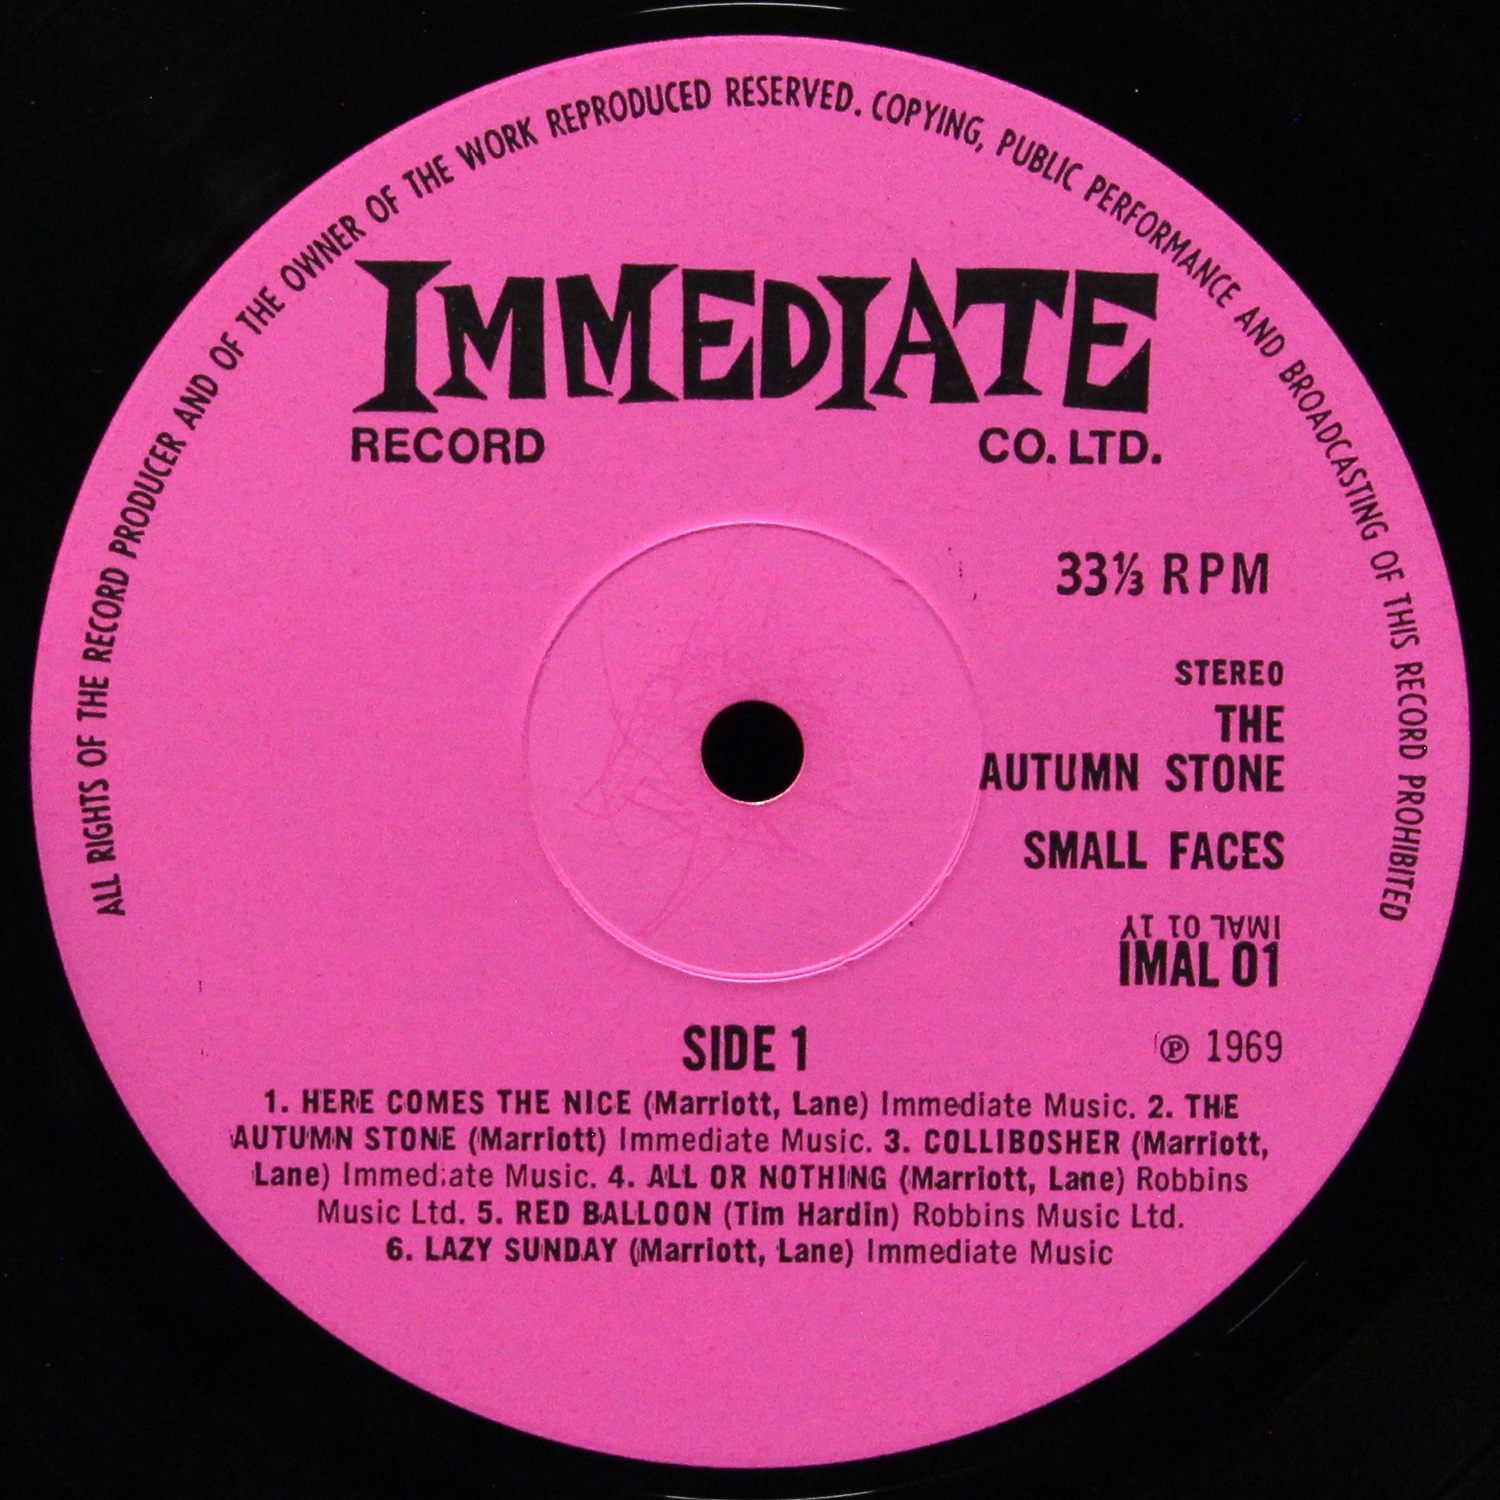 ALL RIGHTS OF THE RECORD PRODUCER AND OF THE OWNER OF THE WORK REPRODUCED RESERVED. COPYING, PUBLIC PERFORMANCE AND BROADCASTING OF THIS RECORD PROHIBITED
IMMEDIATE
RECORD CO. LTD.
33⅓ RPM
STEREO
THE
AUTUMN STONE
SMALL FACES
IMAL 01 1Y
IMAL 01
℗ 1969
SIDE 1
1. HERE COMES THE NICE (Marriott, Lane) Immediate Music. 2. THE
AUTUMN STONE (Marriott) Immediate Music. 3. COLLIBOSHER (Marriott,
Lane) Immediate Music. 4. ALL OR NOTHING (Marriott, Lane) Robbins
Music Ltd. 5. RED BALLOON (Tim Hardin) Robbins Music Ltd.
6. LAZY SUNDAY (Marriott, Lane) Immediate Music